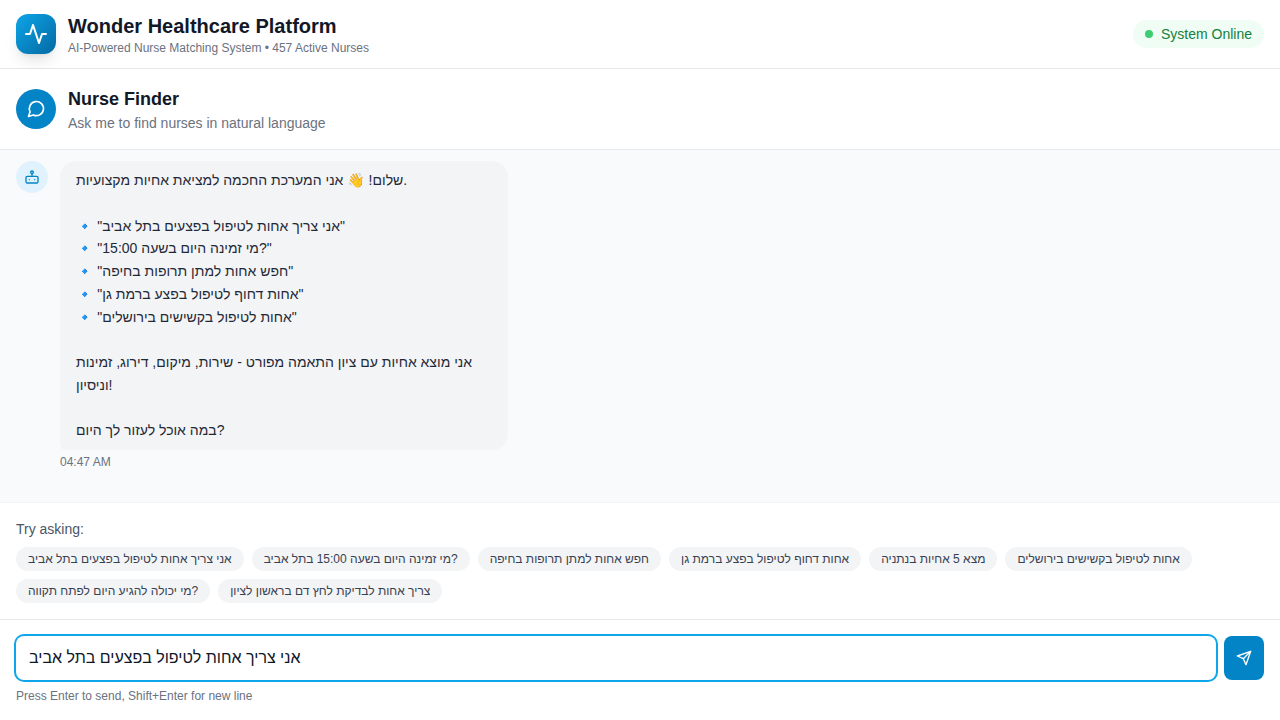 Wonder Healthcare Platform
AI-Powered Nurse Matching System • 457 Active Nurses
System Online
Nurse Finder
Ask me to find nurses in natural language
שלום! 👋 אני המערכת החכמה למציאת אחיות מקצועיות.
🔹 "אני צריך אחות לטיפול בפצעים בתל אביב"
🔹 "מי זמינה היום בשעה 15:00?"
🔹 "חפש אחות למתן תרופות בחיפה"
🔹 "אחות דחוף לטיפול בפצע ברמת גן"
🔹 "אחות לטיפול בקשישים בירושלים"
אני מוצא אחיות עם ציון התאמה מפורט - שירות, מיקום, דירוג, זמינות
וניסיון!
במה אוכל לעזור לך היום?
04:47 AM
Try asking:
אני צריך אחות לטיפול בפצעים בתל אביב
מי זמינה היום בשעה 15:00 בתל אביב?
חפש אחות למתן תרופות בחיפה
אחות דחוף לטיפול בפצע ברמת גן
מצא 5 אחיות בנתניה
אחות לטיפול בקשישים בירושלים
מי יכולה להגיע היום לפתח תקווה?
צריך אחות לבדיקת לחץ דם בראשון לציון
אני צריך אחות לטיפול בפצעים בתל אביב
Press Enter to send, Shift+Enter for new line